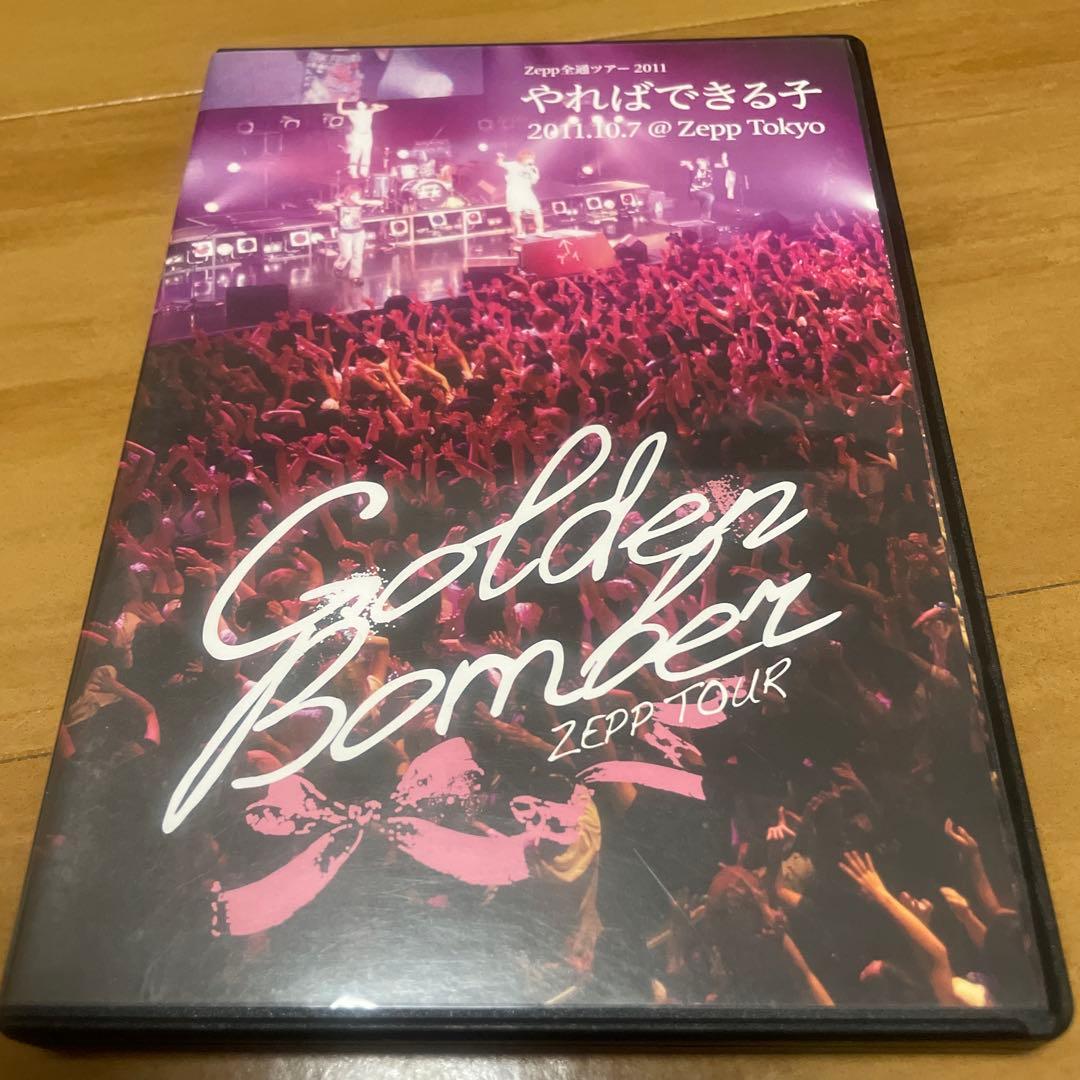 Zepp全通ツアー 2011
やればできる子
2011.10.7 @ Zepp Tokyo
Golden
Bomber
ZEPP TOUR